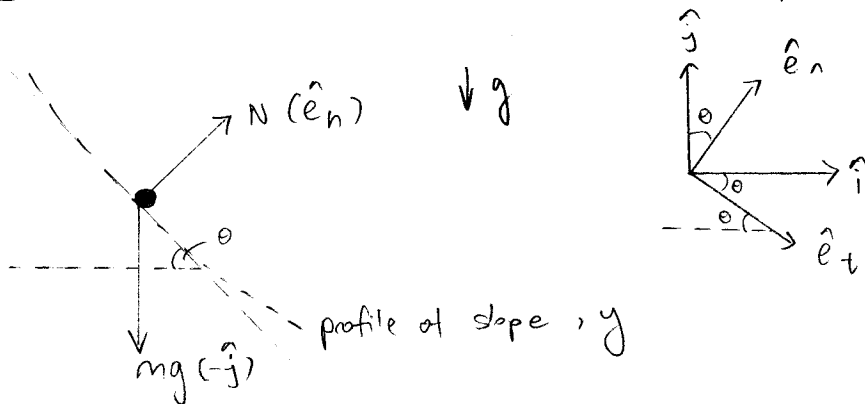 N (ê_n)
↓ g
θ
profile of slope, y
mg(-ĵ)
ĵ
ê_n
θ
î
θ
θ
ê_t